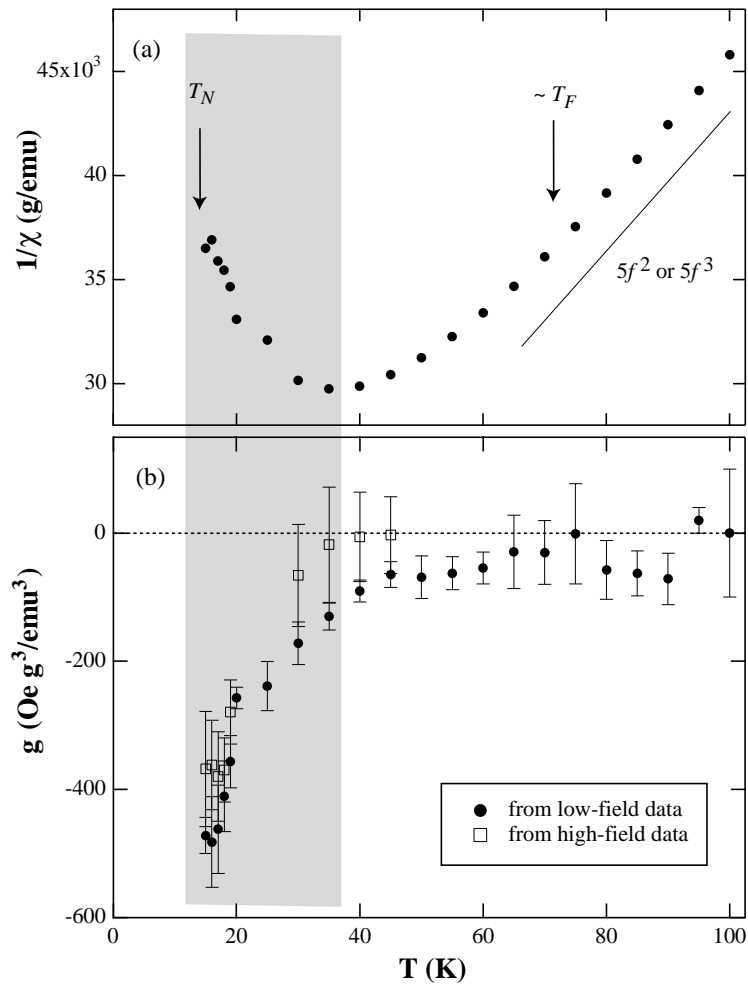 (a)
45x10³
T_N
~ T_F
40
35
5f² or 5f³
30
1/χ (g/emu)
(b)
0
-200
-400
-600
g (Oe g³/emu³)
from low-field data
from high-field data
0 20 40 60 80 100
T (K)